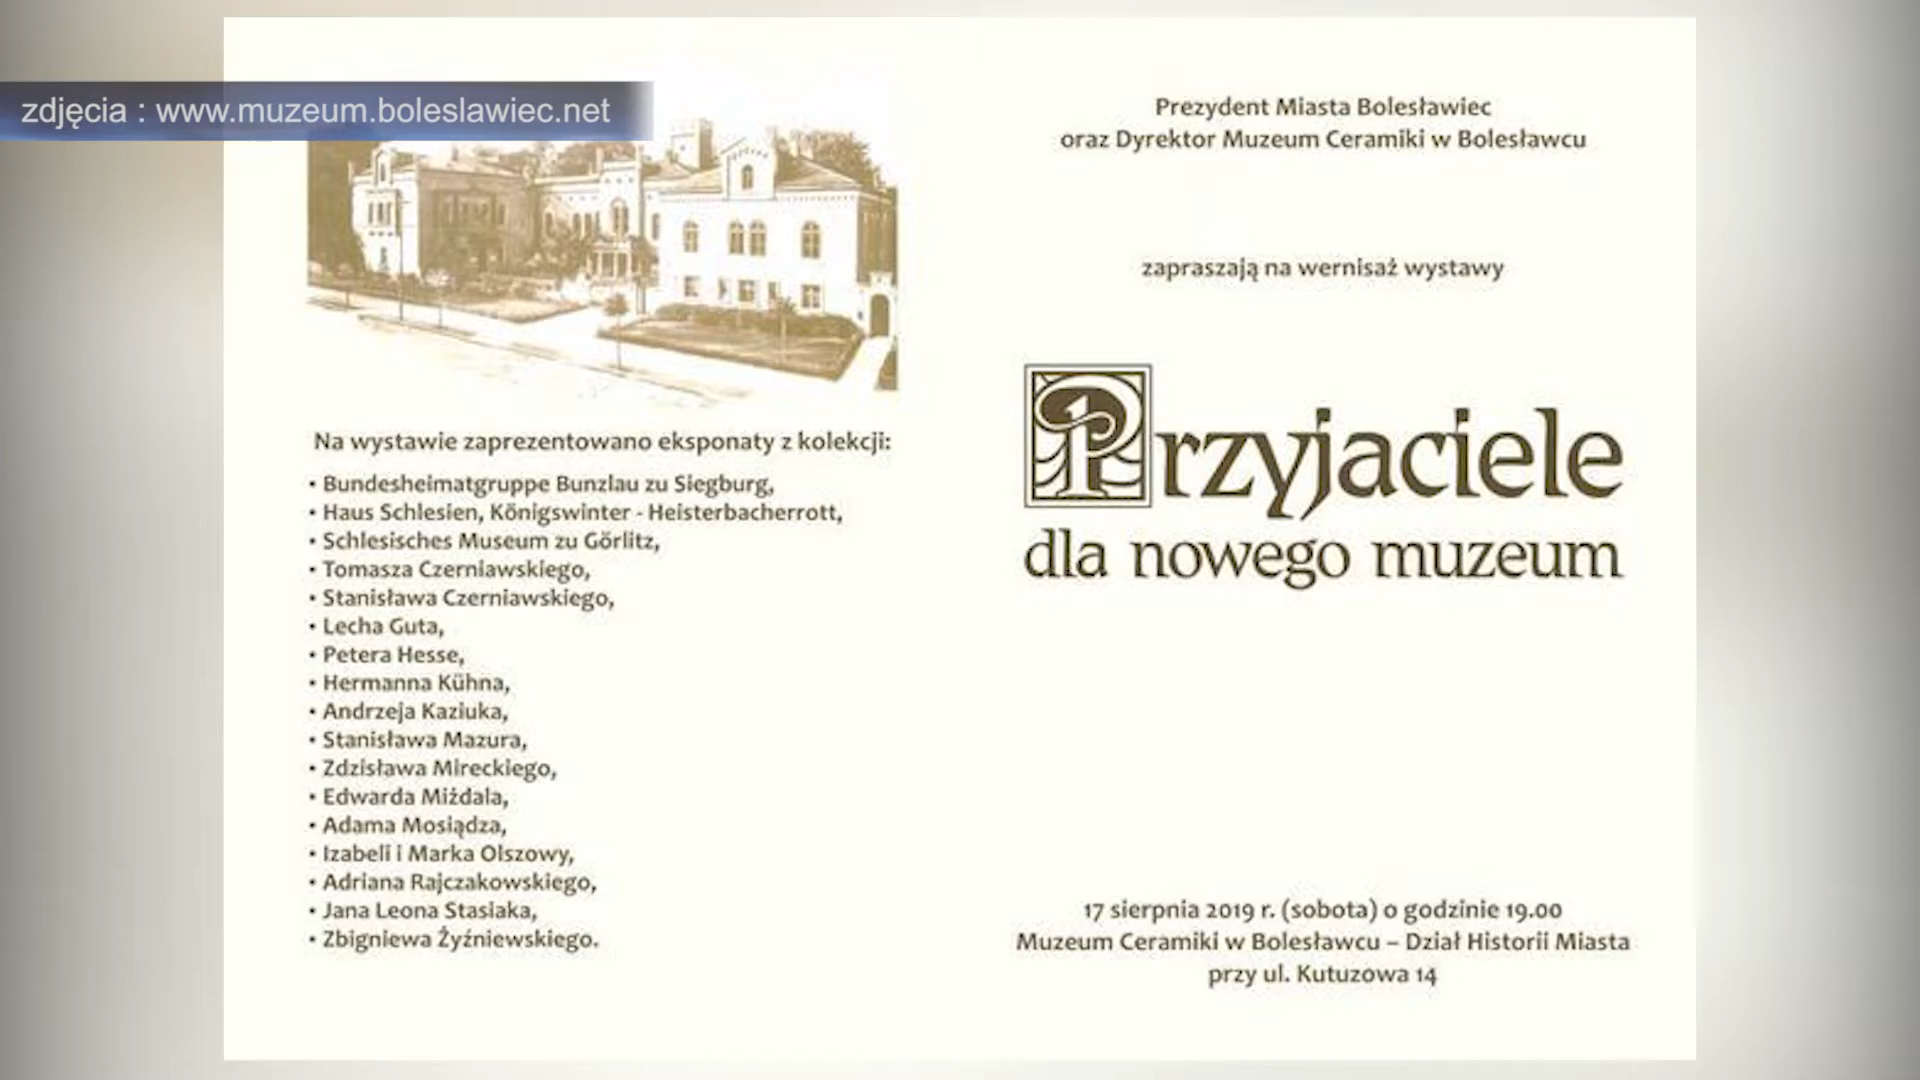 zdjęcia : www.muzeum.boleslawiec.net
Na wystawie zaprezentowano eksponaty z kolekcji:
• Bundesheimatgruppe Bunzlau zu Siegburg,
• Haus Schlesien, Königswinter - Heisterbacherrott,
• Schlesisches Museum zu Görlitz,
• Tomasza Czerniawskiego,
• Stanisława Czerniawskiego,
• Lecha Guta,
• Petera Hesse,
• Hermanna Kühna,
• Andrzeja Kaziuka,
• Stanisława Mazura,
• Zdzisława Mireckiego,
• Edwarda Miżdala,
• Adama Mosiądza,
• Izabeli i Marka Olszowy,
• Adriana Rajczakowskiego,
• Jana Leona Stasiaka,
• Zbigniewa Żyźniewskiego.
Prezydent Miasta Bolesławiec
oraz Dyrektor Muzeum Ceramiki w Bolesławcu
zapraszają na wernisaż wystawy
Przyjaciele
dla nowego muzeum
17 sierpnia 2019 r. (sobota) o godzinie 19.00
Muzeum Ceramiki w Bolesławcu – Dział Historii Miasta
przy ul. Kutuzowa 14